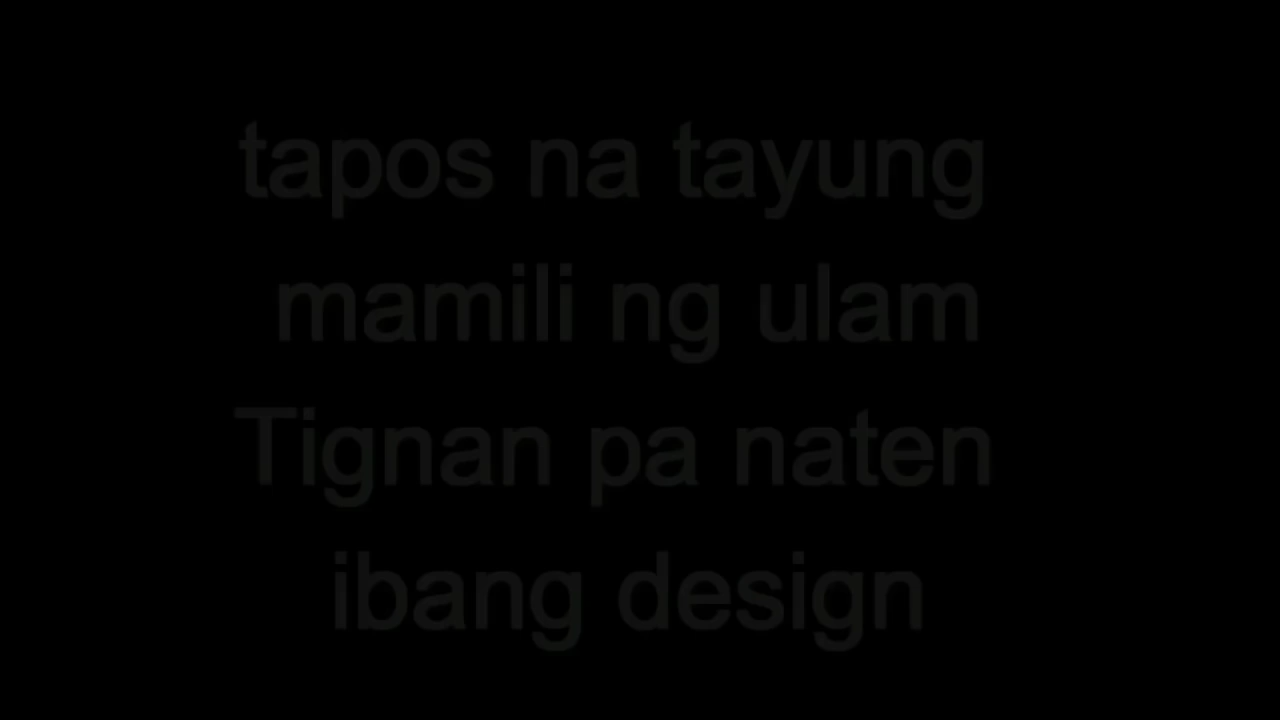 tapos na tayung
mamili ng ulam
Tignan pa naten
ibang design